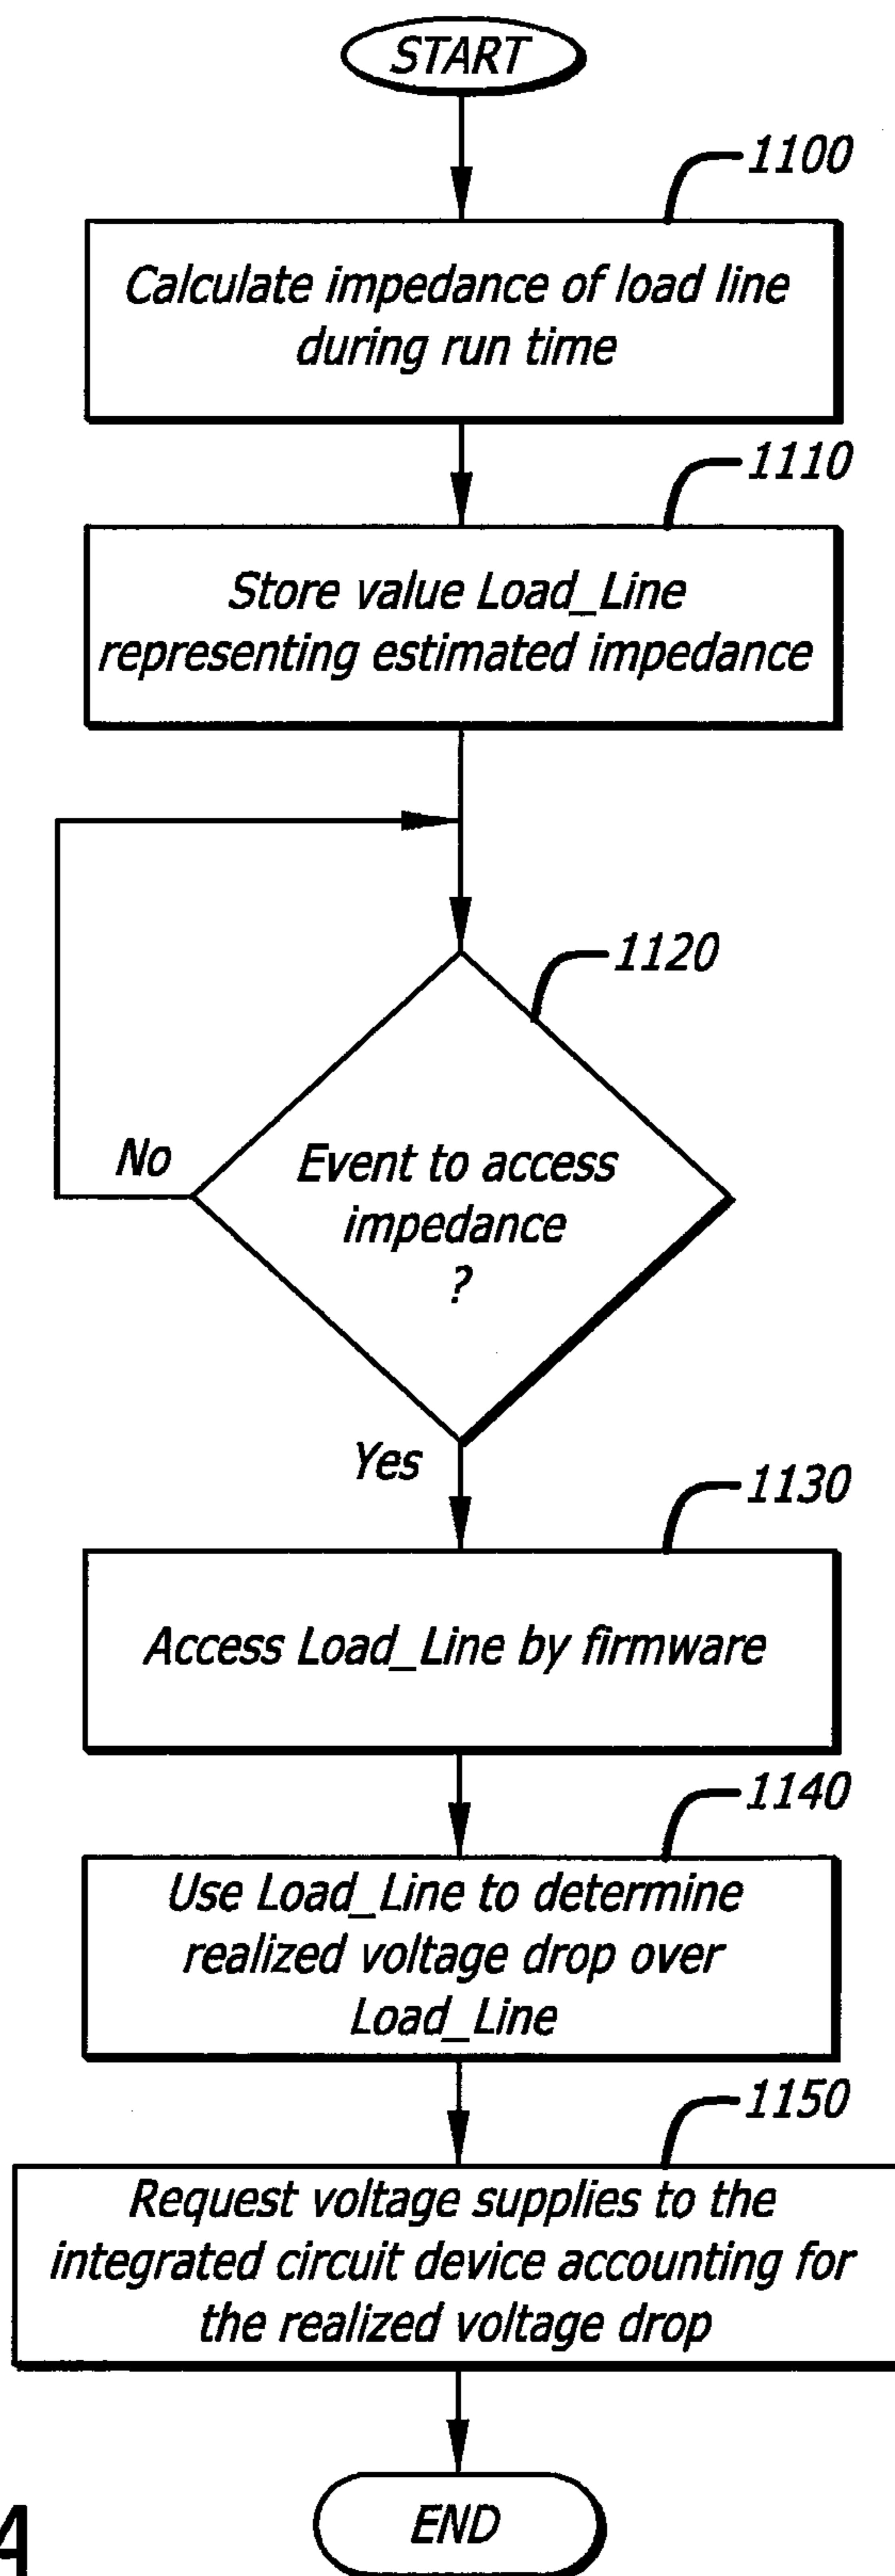 START
1100
Calculate impedance of load line
during run time
1110
Store value Load_Line
representing estimated impedance
1120
No
Event to access
impedance
?
Yes
1130
Access Load_Line by firmware
1140
Use Load_Line to determine
realized voltage drop over
Load_Line
1150
Request voltage supplies to the
integrated circuit device accounting for
the realized voltage drop
END